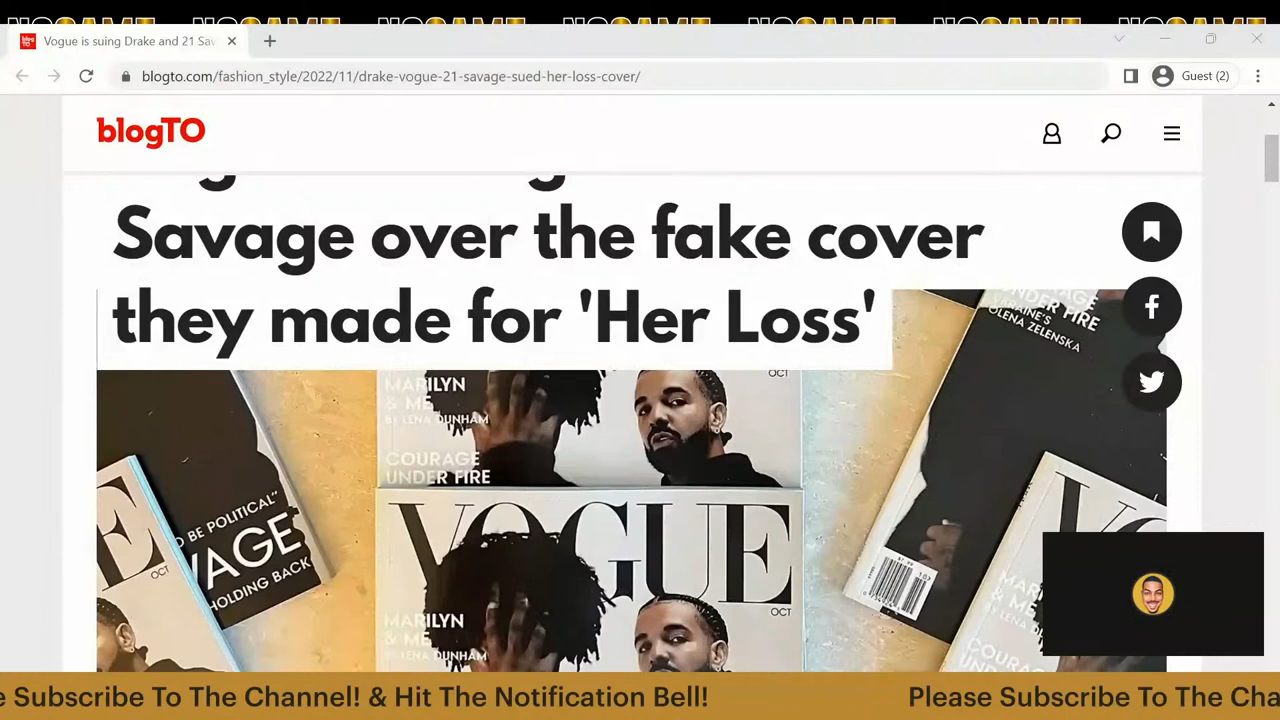 Vogue is suing Drake and 21 Sav
blogto.com/fashion_style/2022/11/drake-vogue-21-savage-sued-her-loss-cover/
Guest (2)
blogTO
Savage over the fake cover
they made for 'Her Loss'
UNDER FIRE
OLENA ZELENSKA
OCT
MARILYN
& ME
BY LENA DUNHAM
COURAGE
UNDER FIRE
BE POLITICAL"
VAGE
HOLDING BACK
E
OCT
VOGUE
OCT
MARILYN
& ME
BY LENA DUNHAM
Subscribe To The Channel! & Hit The Notification Bell!
Please Subscribe To The Cha